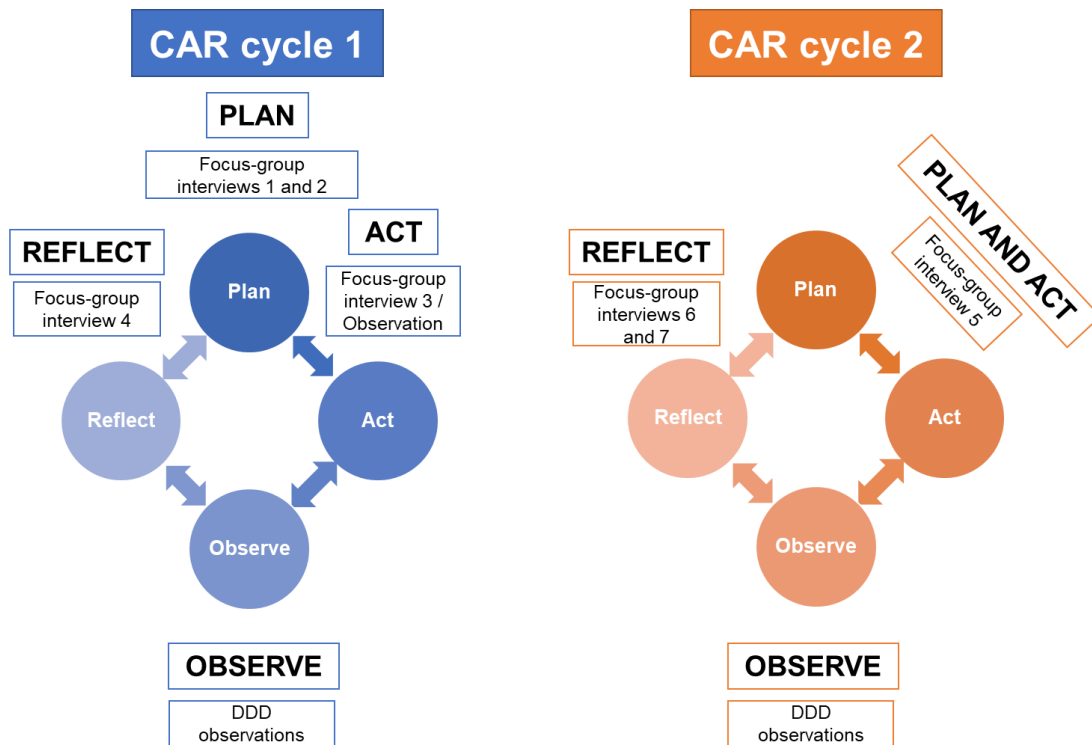 CAR cycle 1
PLAN
Focus-group
interviews 1 and 2
ACT
Focus-group
interview 3 /
Observation
REFLECT
Focus-group
interview 4
Plan
Reflect
Act
Observe
OBSERVE
DDD
observations
CAR cycle 2
PLAN AND ACT
Focus-group
interview 5
REFLECT
Focus-group
interviews 6
and 7
Plan
Reflect
Act
Observe
OBSERVE
DDD
observations